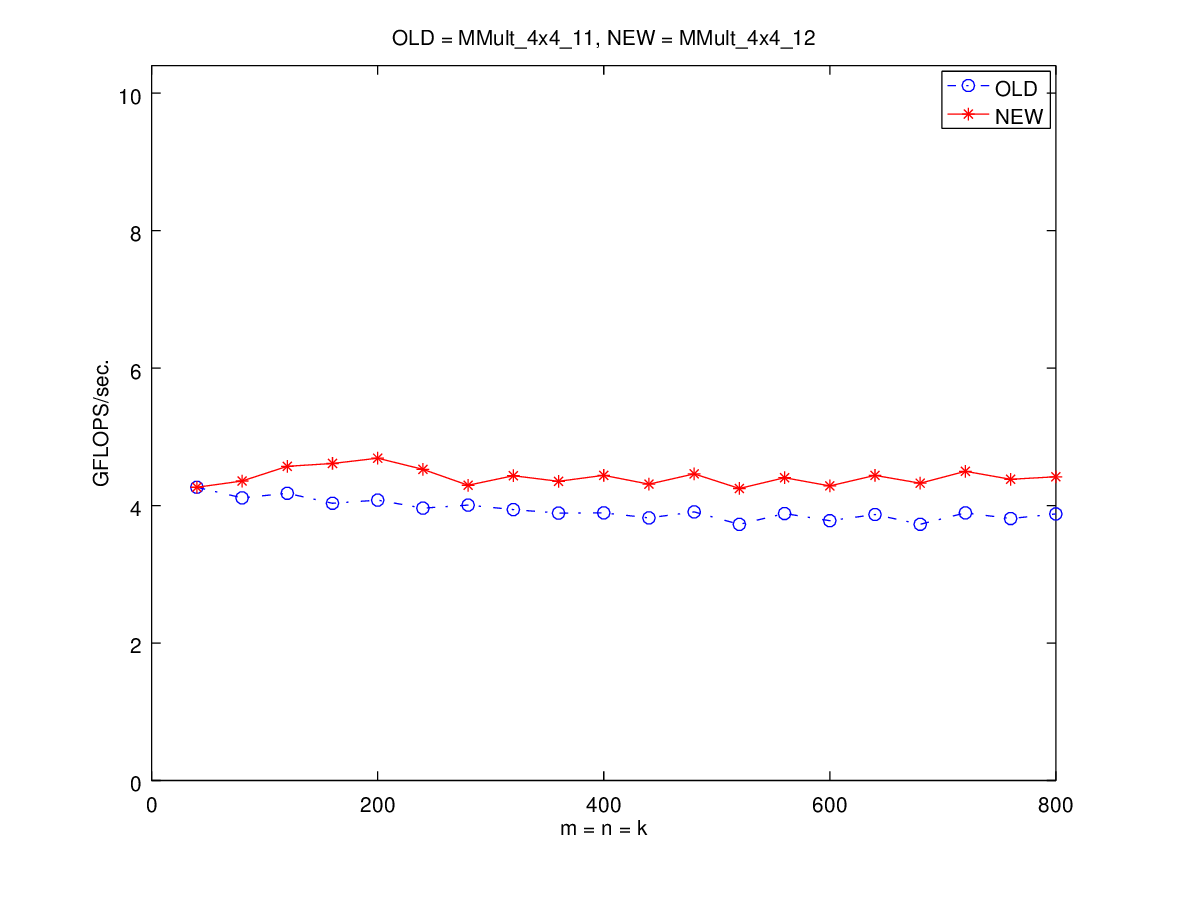 OLD = MMult_4x4_11, NEW = MMult_4x4_12
OLD
NEW
10
8
6
4
2
0
GFLOPS/sec.
0 200 400 600 800
m = n = k